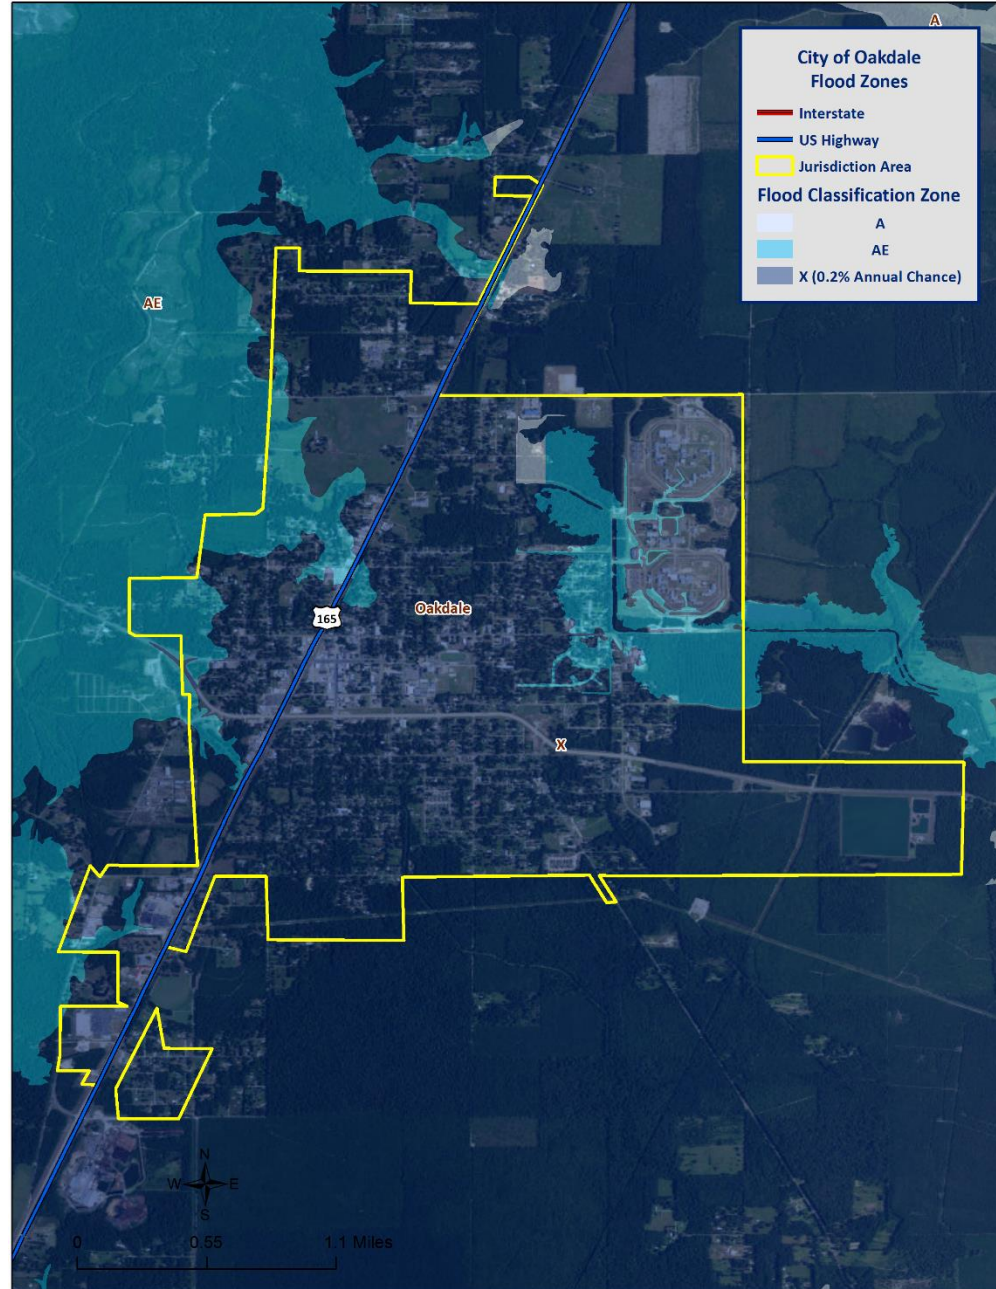 A
City of Oakdale
Flood Zones
Interstate
US Highway
Jurisdiction Area
Flood Classification Zone
A
AE
X (0.2% Annual Chance)
AE
165
Oakdale
X
N
W E
S
0 0.55 1.1 Miles